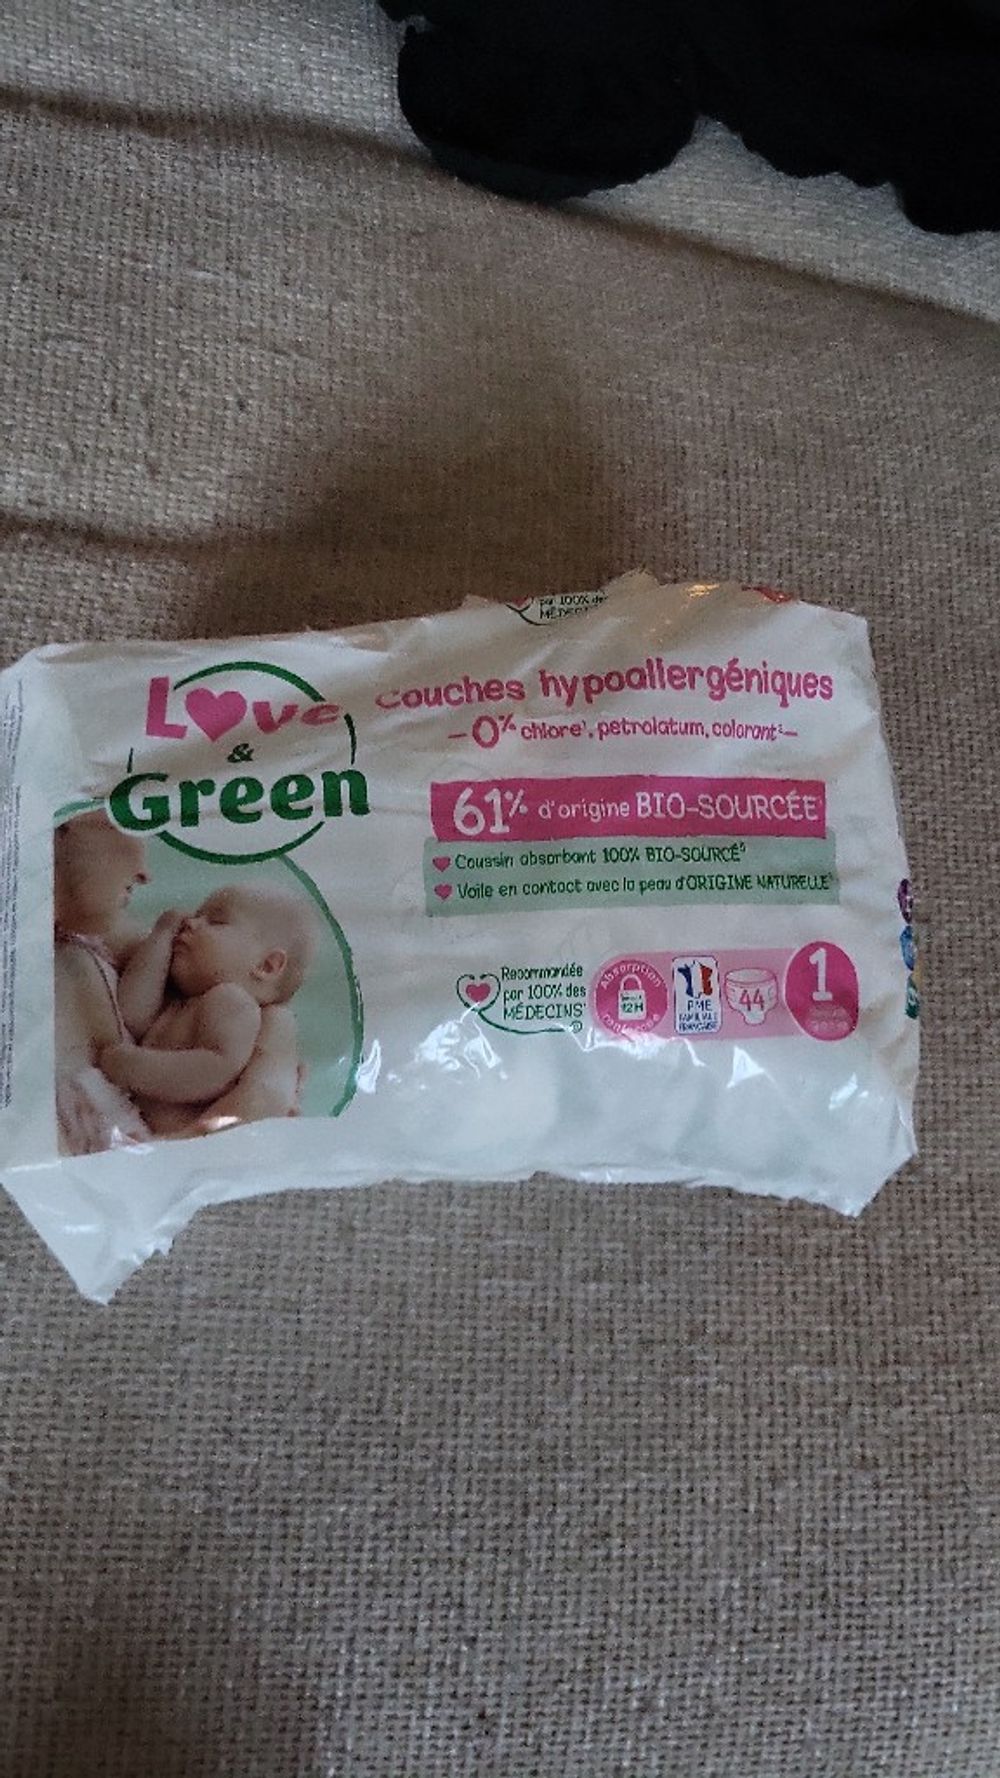 par 100% des
Love
&
Green
couches hypoallergéniques
-0% chlore¹, petrolatum, colorant²-
61% d'origine BIO-SOURCÉE
Coussin absorbant 100% BIO-SOURCÉ
Voile en contact avec la peau d'ORIGINE NATURELLE
Recommandée
par 100% des
MÉDECINS
Absorption
12H
PME
FAMILIALE
FRANÇAISE
44
1